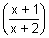 (x + 1 / x + 2)